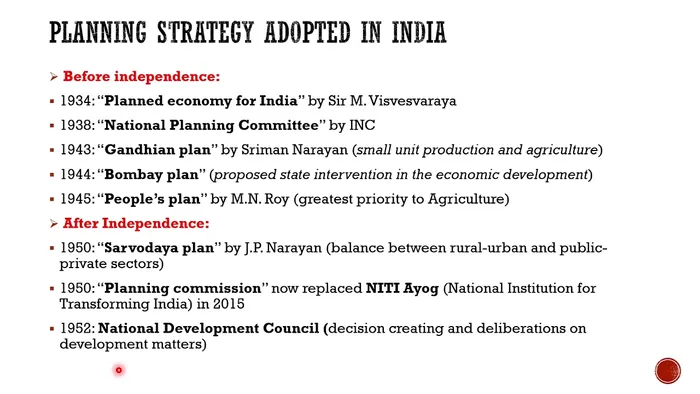 PLANNING STRATEGY ADOPTED IN INDIA
➢ Before independence:
▪ 1934: “Planned economy for India” by Sir M. Visvesvaraya
▪ 1938: “National Planning Committee” by INC
▪ 1943: “Gandhian plan” by Sriman Narayan (small unit production and agriculture)
▪ 1944: “Bombay plan” (proposed state intervention in the economic development)
▪ 1945: “People’s plan” by M.N. Roy (greatest priority to Agriculture)
➢ After Independence:
▪ 1950: “Sarvodaya plan” by J.P. Narayan (balance between rural-urban and public-
private sectors)
▪ 1950: “Planning commission” now replaced NITI Ayog (National Institution for
Transforming India) in 2015
▪ 1952: National Development Council (decision creating and deliberations on
development matters)